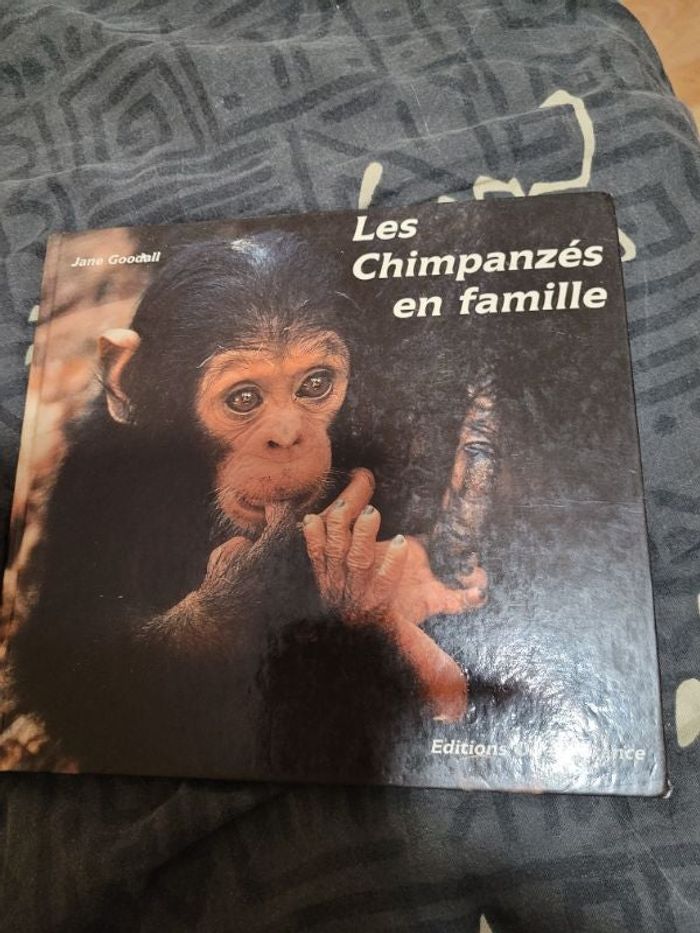 Jane Goodall
Les
Chimpanzés
en famille
Editions